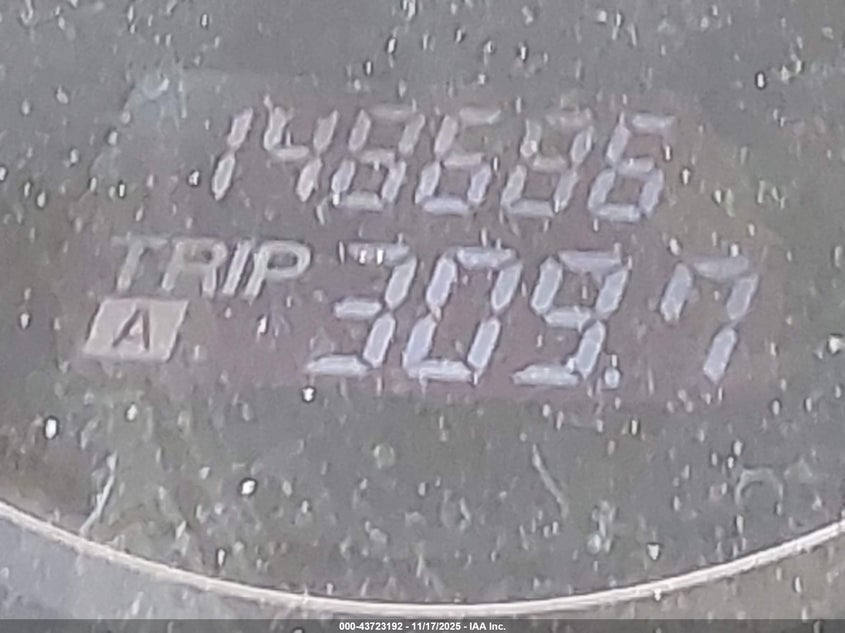 148686
TRIP 309.7
A
000-43723192 - 11/17/2025 - IAA Inc.